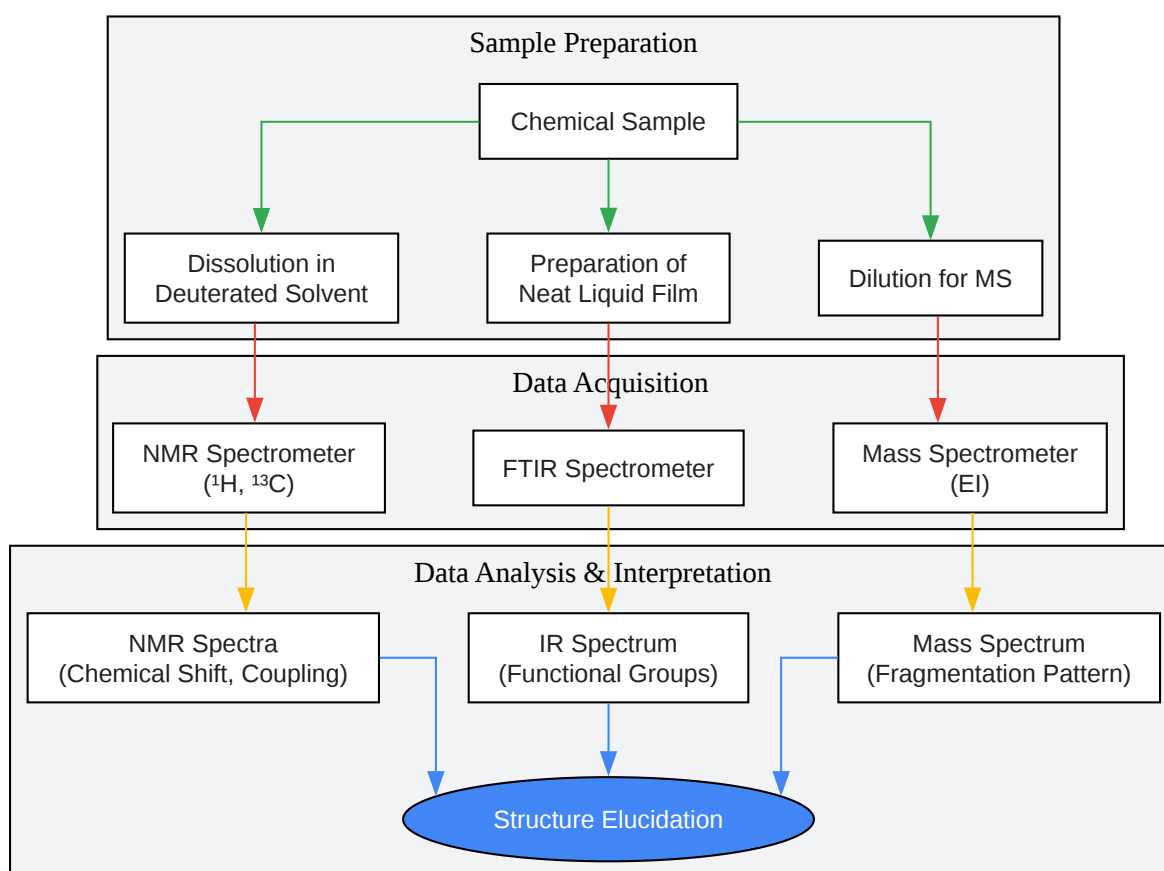 Sample Preparation
Chemical Sample
Dissolution in
Deuterated Solvent
Preparation of
Neat Liquid Film
Dilution for MS
Data Acquisition
NMR Spectrometer
(¹H, ¹³C)
FTIR Spectrometer
Mass Spectrometer
(EI)
Data Analysis & Interpretation
NMR Spectra
(Chemical Shift, Coupling)
IR Spectrum
(Functional Groups)
Mass Spectrum
(Fragmentation Pattern)
Structure Elucidation